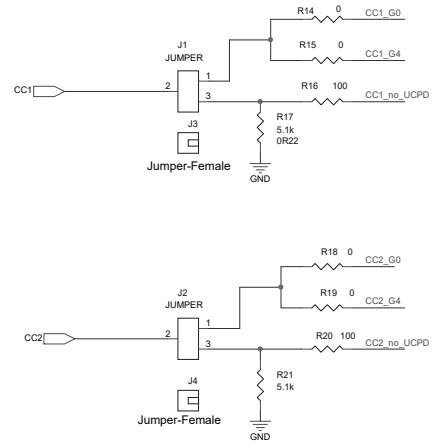 R14 0 CC1_G0
R15 0 CC1_G4
J1
JUMPER
1
CC1 2
3
R16 100 CC1_no_UCPD
R17
5.1k
0R22
J3
Jumper-Female
GND
R18 0 CC2_G0
R19 0 CC2_G4
J2
JUMPER
1
CC2 2
3
R20 100 CC2_no_UCPD
R21
5.1k
J4
Jumper-Female
GND